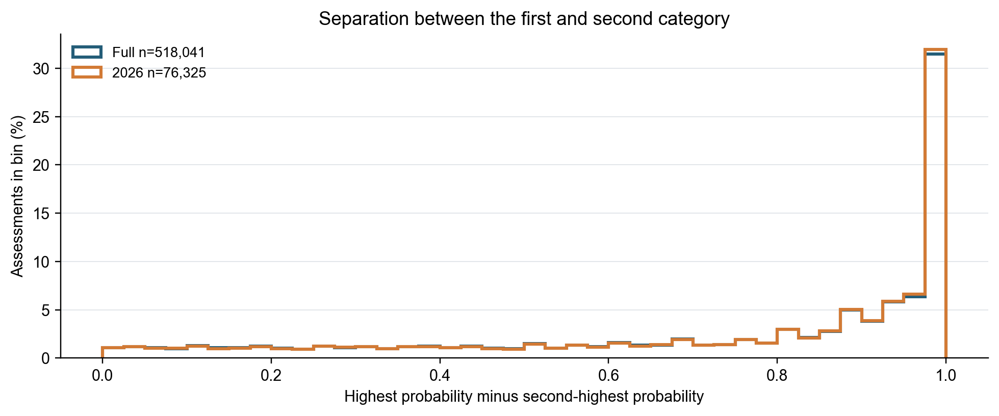 Separation between the first and second category
Full n=518,041
2026 n=76,325
Assessments in bin (%)
30
25
20
15
10
5
0
0.0 0.2 0.4 0.6 0.8 1.0
Highest probability minus second-highest probability